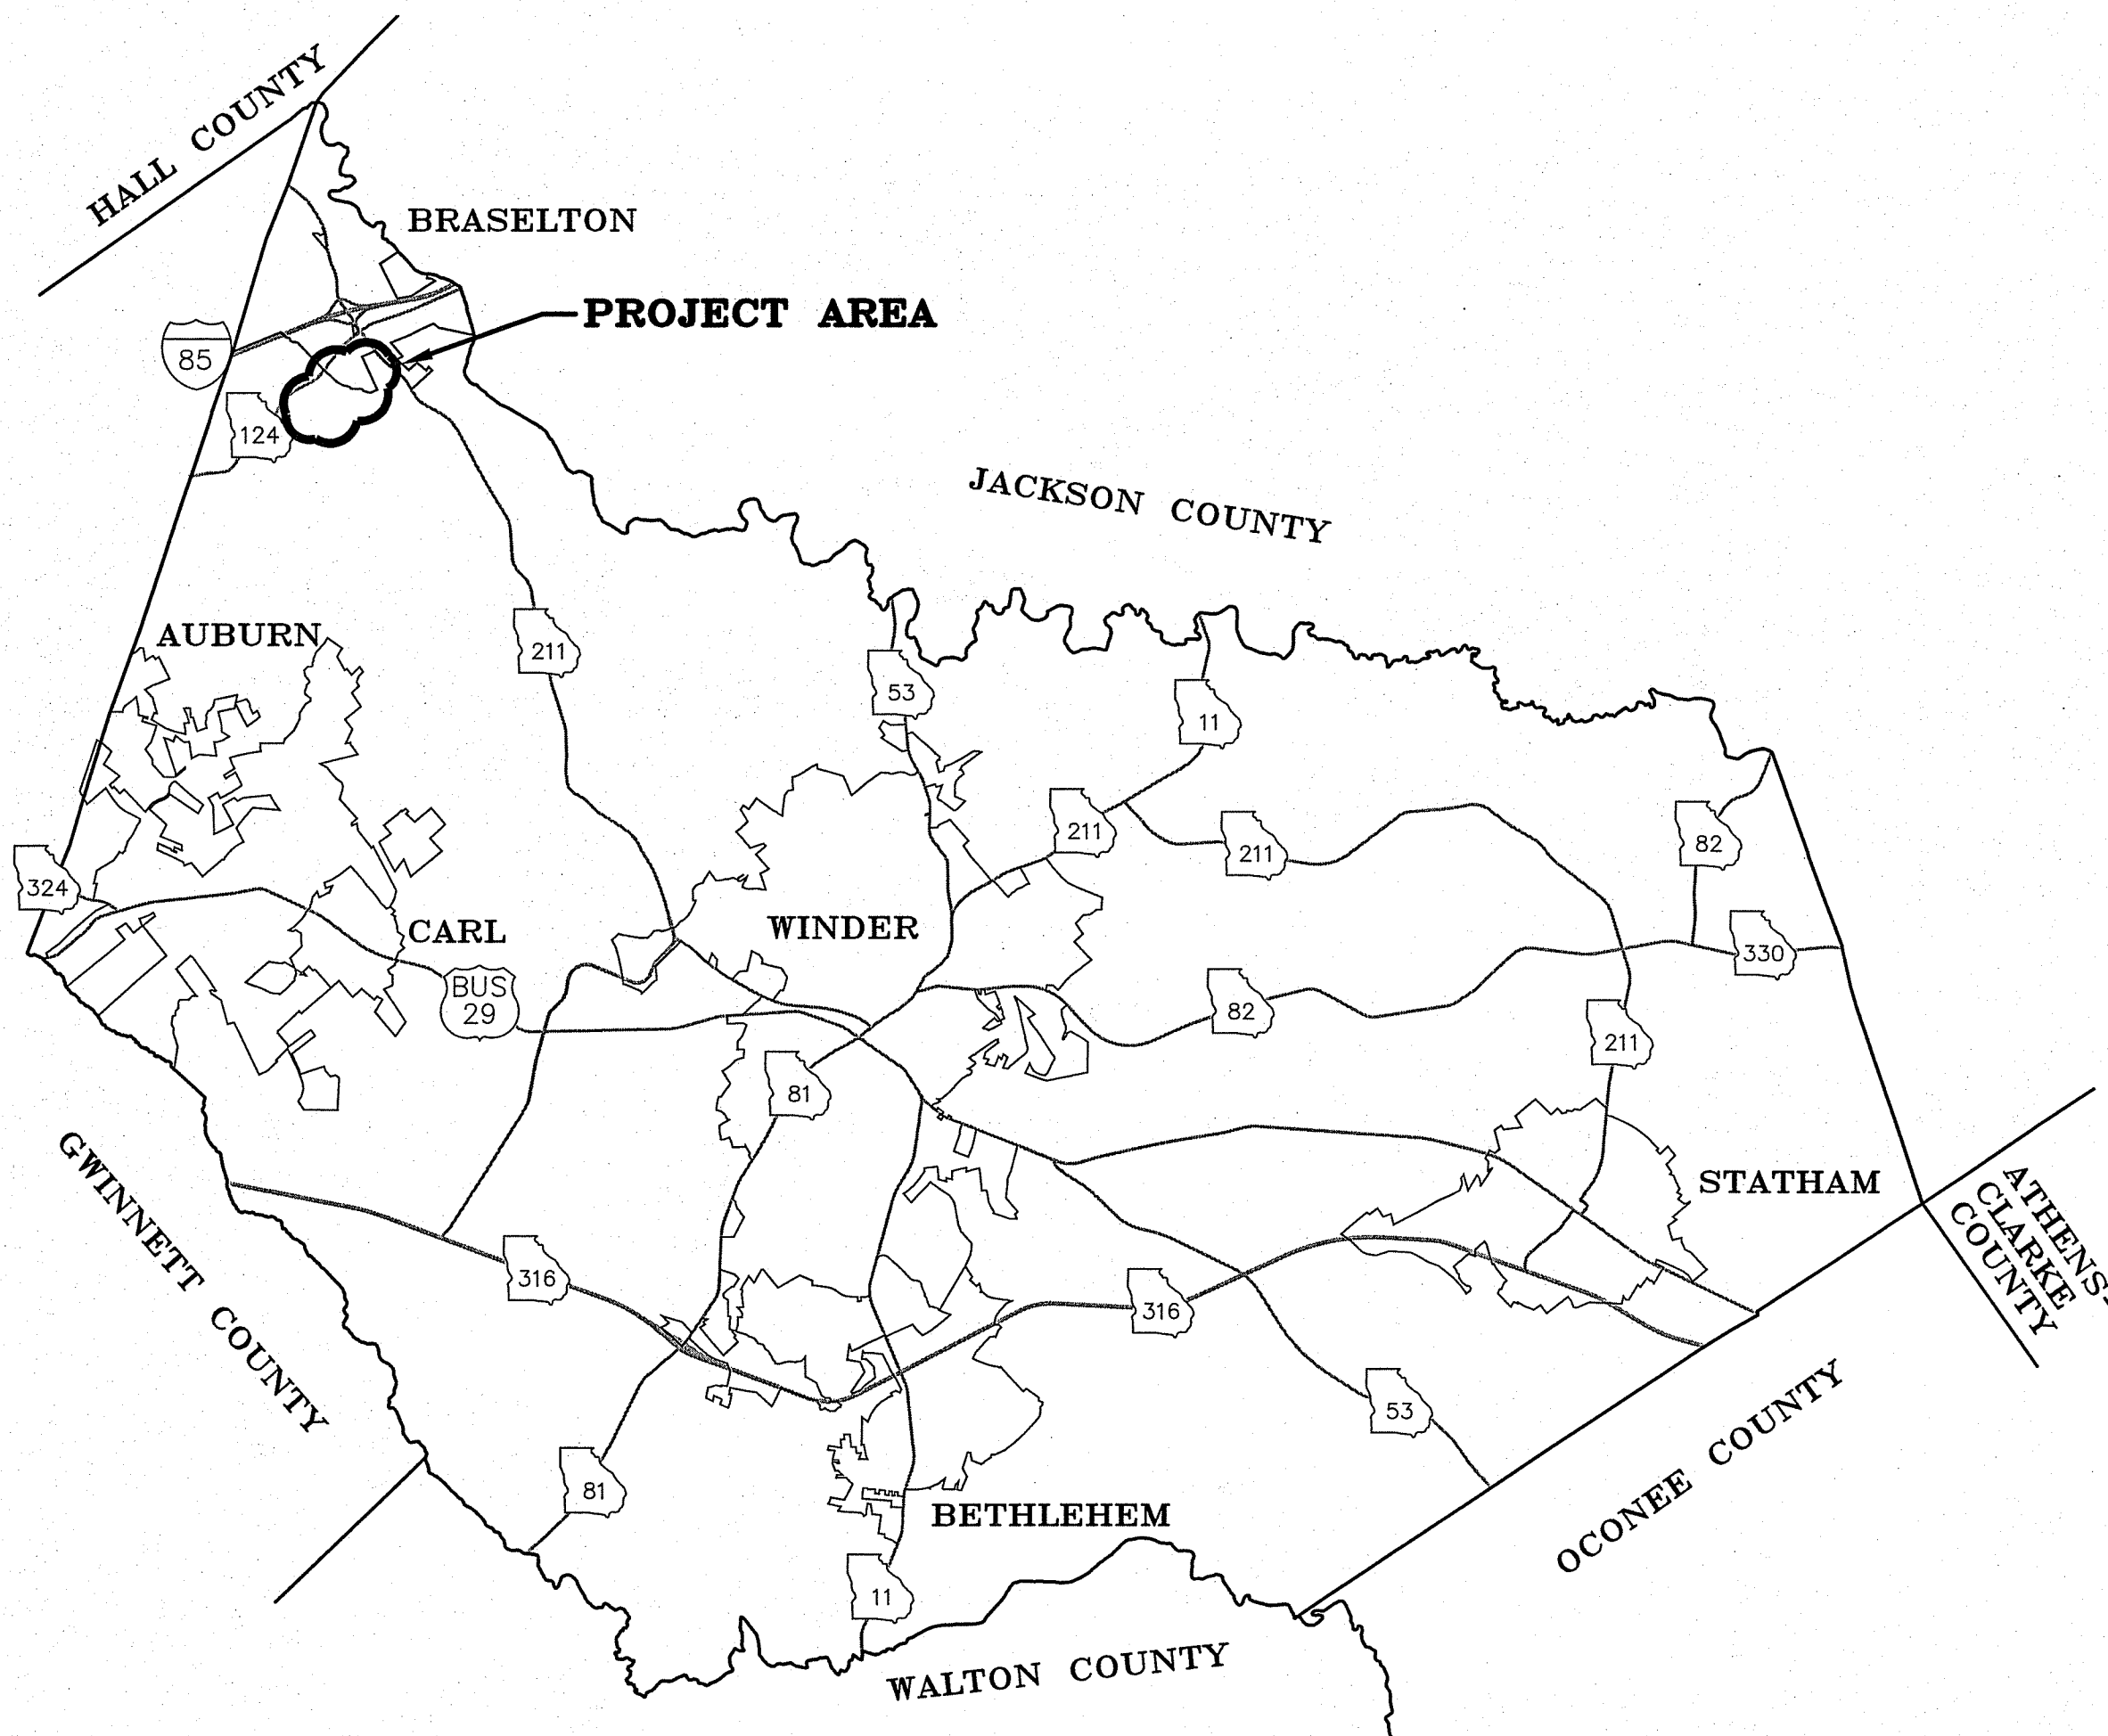 HALL COUNTY
BRASELTON
PROJECT AREA
85
124
JACKSON COUNTY
AUBURN
211
53
11
211
211
82
324
CARL
WINDER
330
BUS
29
82
211
81
STATHAM
ATHENS-
CLARKE
COUNTY
GWINNETT COUNTY
316
316
53
OCONEE COUNTY
81
BETHLEHEM
11
WALTON COUNTY